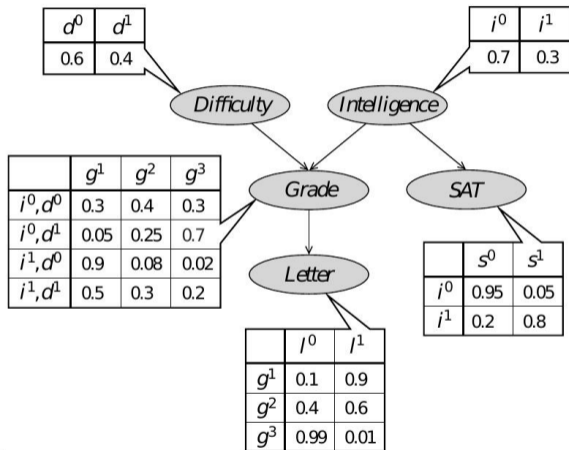 d⁰ d¹
0.6 0.4
i⁰ i¹
0.7 0.3
Difficulty
Intelligence
g¹ g² g³
i⁰,d⁰ 0.3 0.4 0.3
i⁰,d¹ 0.05 0.25 0.7
i¹,d⁰ 0.9 0.08 0.02
i¹,d¹ 0.5 0.3 0.2
Grade
SAT
Letter
s⁰ s¹
i⁰ 0.95 0.05
i¹ 0.2 0.8
l⁰ l¹
g¹ 0.1 0.9
g² 0.4 0.6
g³ 0.99 0.01